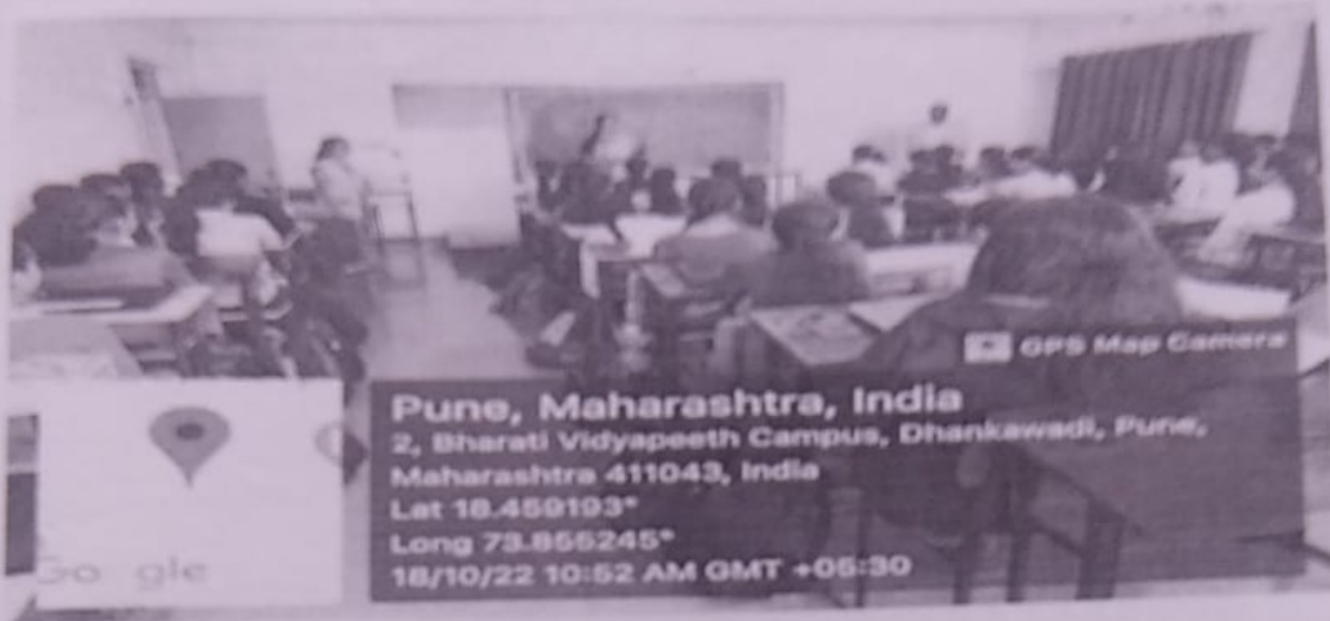 GPS Map Camera
Pune, Maharashtra, India
2, Bharati Vidyapeeth Campus, Dhankawadi, Pune,
Maharashtra 411043, India
Lat 18.459193°
Long 73.855245°
18/10/22 10:52 AM GMT +05:30
Google